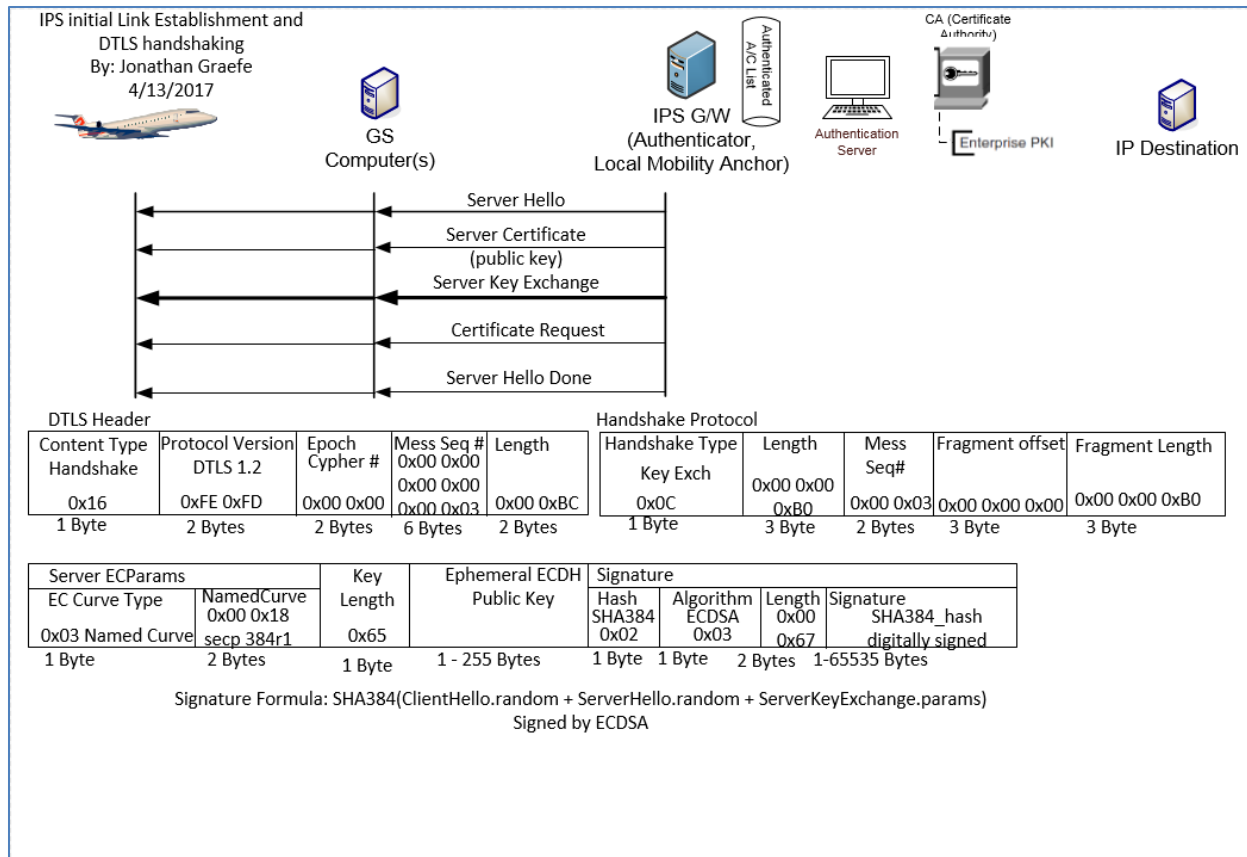 IPS initial Link Establishment and
DTLS handshaking
By: Jonathan Graefe
4/13/2017
GS
Computer(s)
IPS G/W
(Authenticator,
Local Mobility Anchor)
Authenticated
A/C List
Authentication
Server
CA (Certificate
Authority)
Enterprise PKI
IP Destination
Server Hello
Server Certificate
(public key)
Server Key Exchange
Certificate Request
Server Hello Done
DTLS Header
Content Type
Handshake
0x16
1 Byte
Protocol Version
DTLS 1.2
0xFE 0xFD
2 Bytes
Epoch
Cypher #
0x00 0x00
2 Bytes
Mess Seq #
0x00 0x00
0x00 0x00
0x00 0x03
6 Bytes
Length
0x00 0xBC
2 Bytes
Handshake Protocol
Handshake Type
Key Exch
0x0C
1 Byte
Length
0x00 0x00
0xB0
3 Byte
Mess
Seq#
0x00 0x03
2 Bytes
Fragment offset
0x00 0x00 0x00
3 Byte
Fragment Length
0x00 0x00 0xB0
3 Byte
Server ECParams
EC Curve Type
0x03 Named Curve
1 Byte
NamedCurve
0x00 0x18
secp 384r1
2 Bytes
Key
Length
0x65
1 Byte
Ephemeral ECDH
Public Key
1 - 255 Bytes
Signature
Hash
SHA384
0x02
1 Byte
Algorithm
ECDSA
0x03
1 Byte
Length
0x00
0x67
2 Bytes
Signature
SHA384_hash
digitally signed
1-65535 Bytes
Signature Formula: SHA384(ClientHello.random + ServerHello.random + ServerKeyExchange.params)
Signed by ECDSA